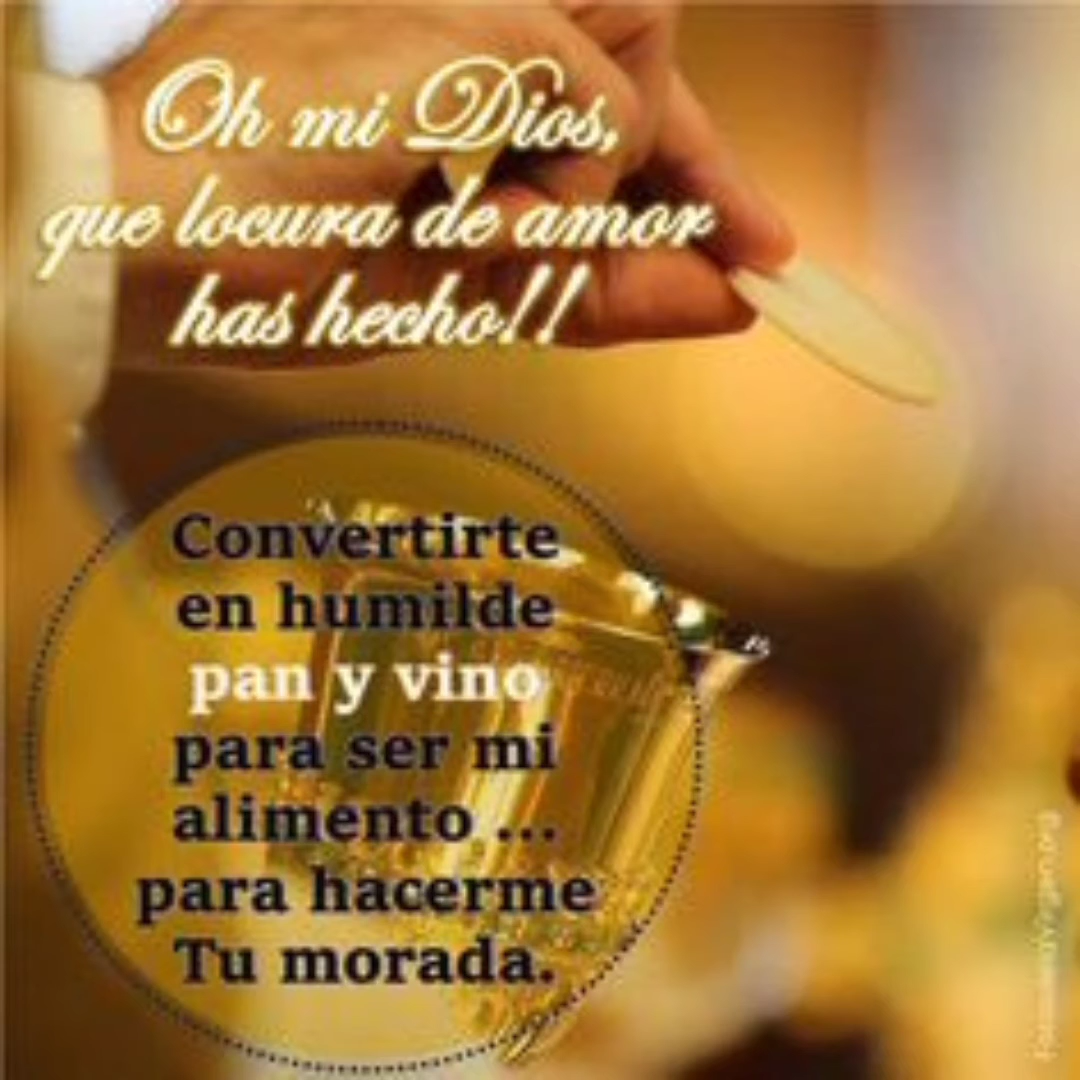 Oh mi Dios,
que locura de amor
has hecho!!
Convertirte
en humilde
pan y vino
para ser mi
alimento ...
para hacerme
Tu morada.